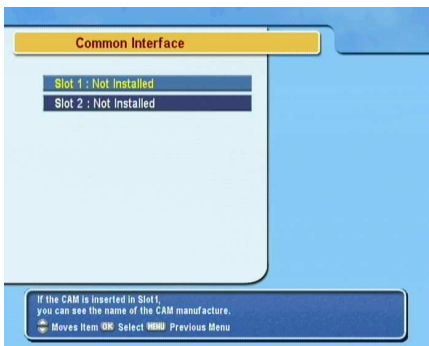 Common Interface
Slot 1 : Not Installed
Slot 2 : Not Installed
If the CAM is inserted in Slot1,
you can see the name of the CAM manufacture.
Moves Item OK Select MENU Previous Menu